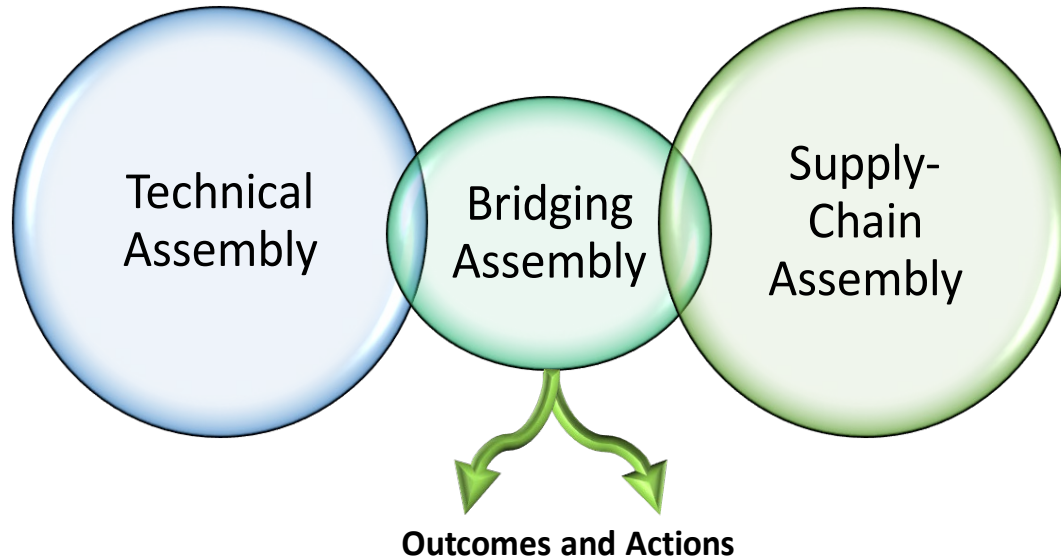 Technical
Assembly
Bridging
Assembly
Supply-
Chain
Assembly
Outcomes and Actions